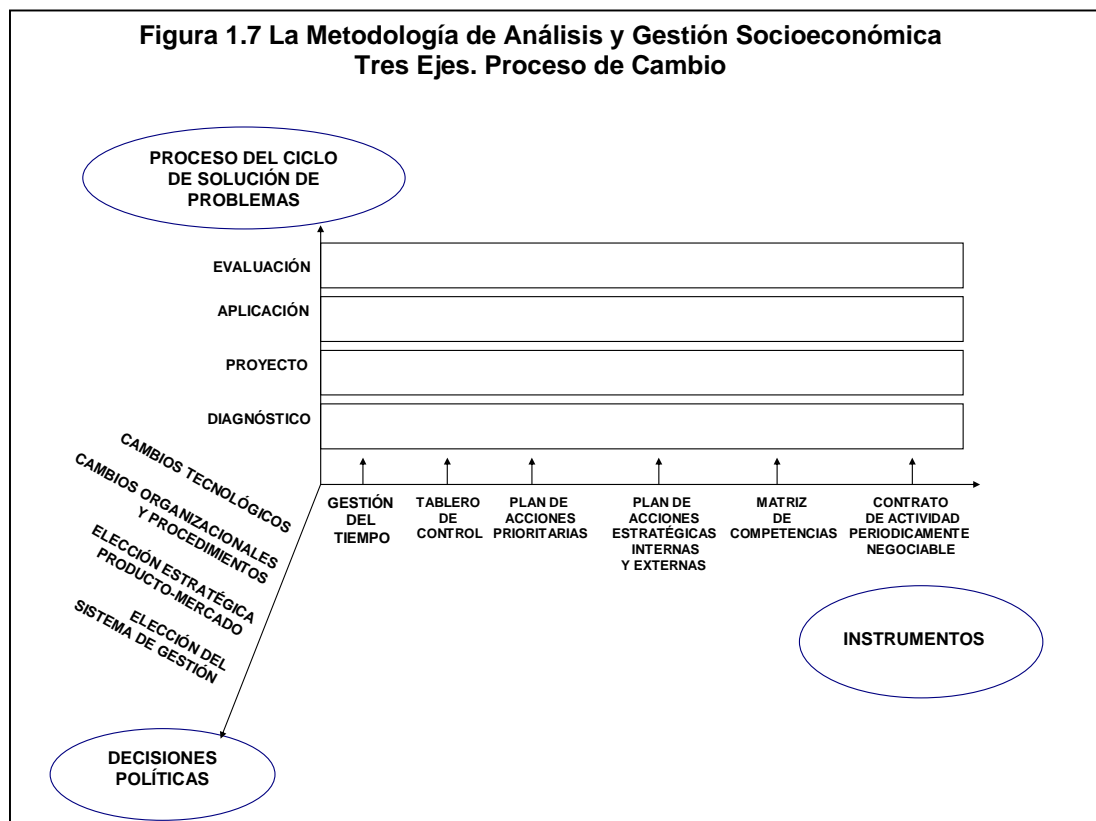 Figura 1.7 La Metodología de Análisis y Gestión Socioeconómica
Tres Ejes. Proceso de Cambio
PROCESO DEL CICLO
DE SOLUCIÓN DE
PROBLEMAS
EVALUACIÓN
APLICACIÓN
PROYECTO
DIAGNÓSTICO
CAMBIOS TECNOLÓGICOS
CAMBIOS ORGANIZACIONALES
Y PROCEDIMIENTOS
ELECCIÓN ESTRATÉGICA
PRODUCTO-MERCADO
ELECCIÓN DEL
SISTEMA DE GESTIÓN
GESTIÓN
DEL
TIEMPO
TABLERO
DE
CONTROL
PLAN DE
ACCIONES
PRIORITARIAS
PLAN DE
ACCIONES
ESTRATÉGICAS
INTERNAS
Y EXTERNAS
MATRIZ
DE
COMPETENCIAS
CONTRATO
DE ACTIVIDAD
PERIODICAMENTE
NEGOCIABLE
INSTRUMENTOS
DECISIONES
POLÍTICAS